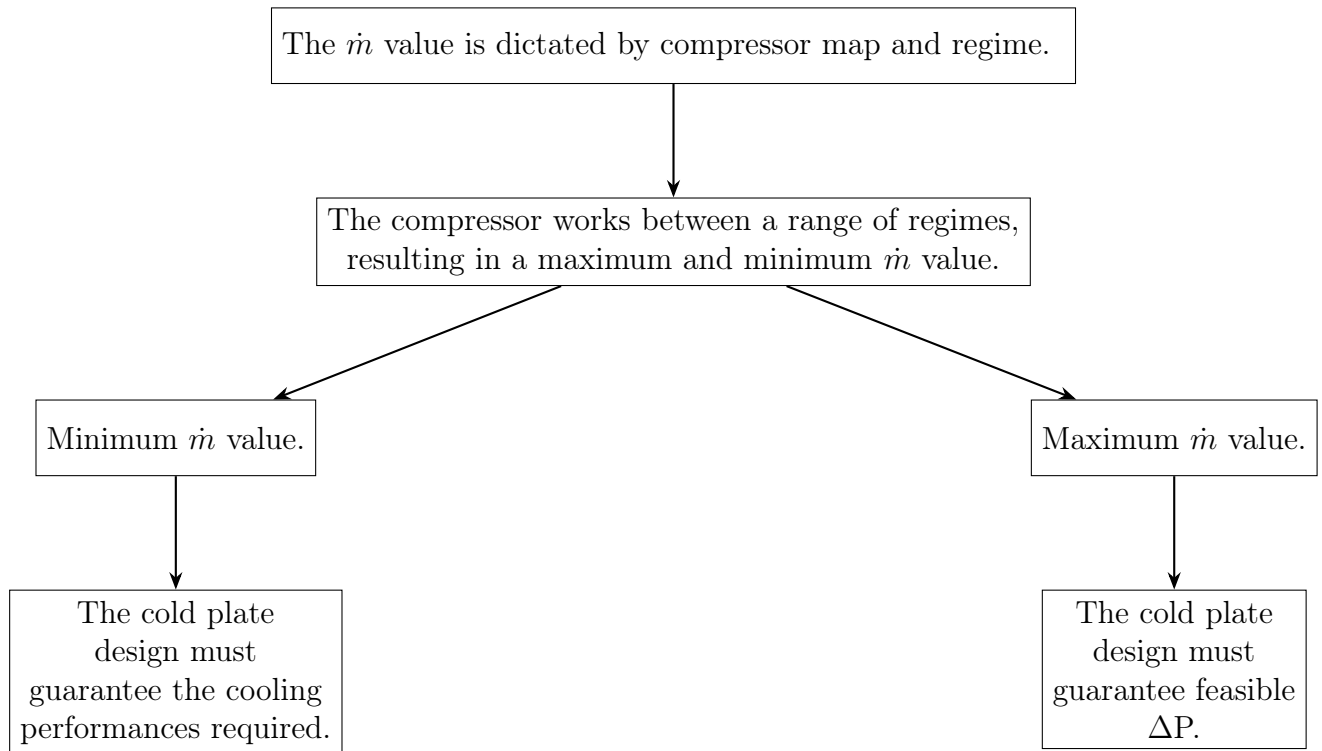 The ṁ value is dictated by compressor map and regime.
The compressor works between a range of regimes,
resulting in a maximum and minimum ṁ value.
Minimum ṁ value.
Maximum ṁ value.
The cold plate
design must
guarantee the cooling
performances required.
The cold plate
design must
guarantee feasible
ΔP.